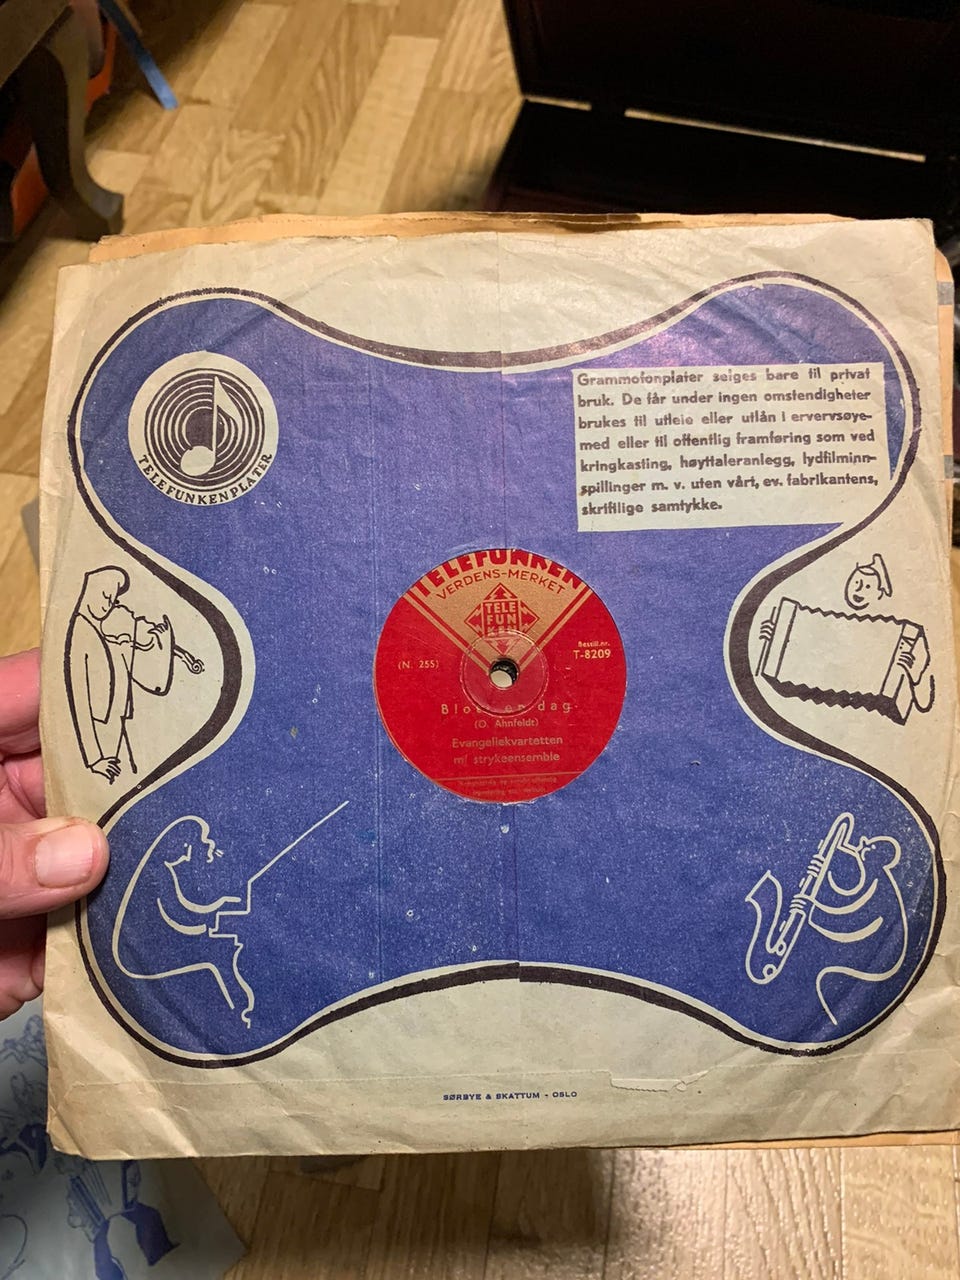 TELEFUNKENPLATER
Grammofonplater selges bare til privat
bruk. De får under ingen omstendigheter
brukes til utleie eller utlån i ervervsøye-
med eller til offentlig framføring som ved
kringkasting, høyttaleranlegg, lydfilminn-
spillinger m. v. uten vårt, ev. fabrikantens,
skriftlige samtykke.
TELEFUNKEN
VERDENS-MERKET
TELE
FUN
KEN
(N. 255)
Bestill.nr.
T-8209
en dag
(O. Ahnfeldt)
Evangeliekvartetten
m/ strykeensemble
SØRBYE & SKATTUM - OSLO